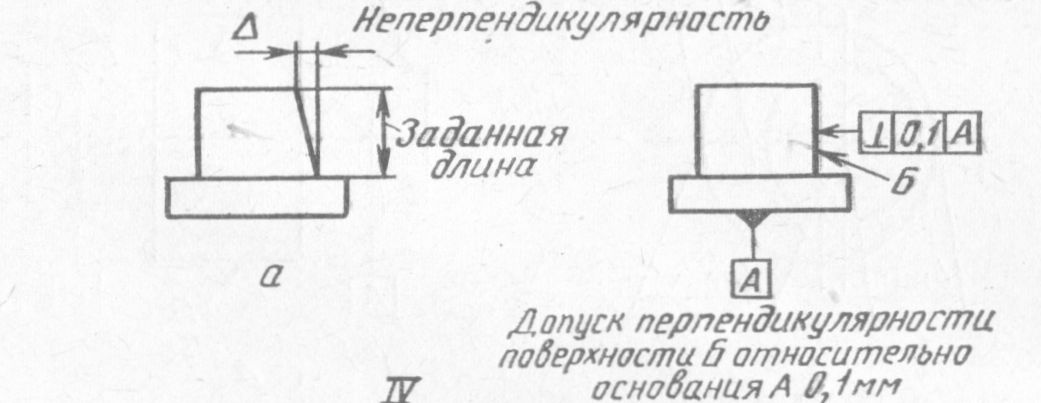 Δ
Неперпендикулярность
Заданная
длина
⊥ 0,1 А
Б
а
А
Допуск перпендикулярности
поверхности Б относительно
основания А 0,1мм
IV